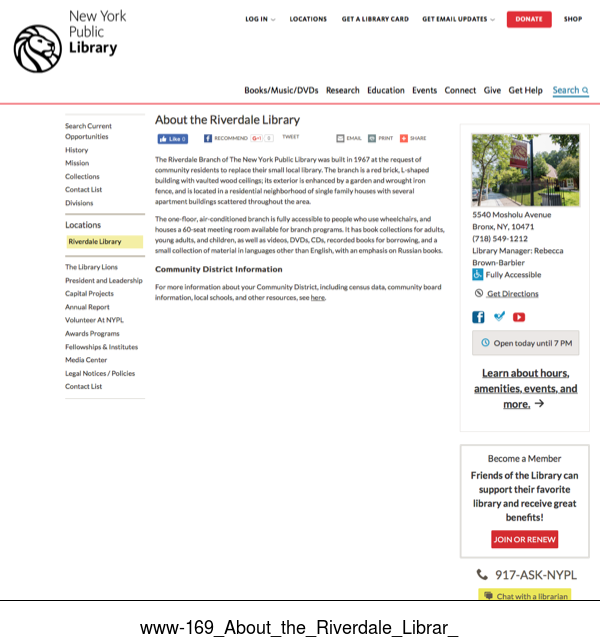 New York
Public
Library
LOG IN LOCATIONS GET A LIBRARY CARD GET EMAIL UPDATES DONATE SHOP
Books/Music/DVDs Research Education Events Connect Give Get Help Search
Search Current
Opportunities
History
Mission
Collections
Contact List
Divisions
Locations
Riverdale Library
The Library Lions
President and Leadership
Capital Projects
Annual Report
Volunteer At NYPL
Awards Programs
Fellowships & Institutes
Media Center
Legal Notices / Policies
Contact List
About the Riverdale Library
Like 0 RECOMMEND G+1 0 TWEET EMAIL PRINT SHARE
The Riverdale Branch of The New York Public Library was built in 1967 at the request of
community residents to replace their small local library. The branch is a red brick, L-shaped
building with vaulted wood ceilings; its exterior is enhanced by a garden and wrought iron
fence, and is located in a residential neighborhood of single family houses with several
apartment buildings scattered throughout the area.
The one-floor, air-conditioned branch is fully accessible to people who use wheelchairs, and
houses a 60-seat meeting room available for branch programs. It has book collections for adults,
young adults, and children, as well as videos, DVDs, CDs, recorded books for borrowing, and a
small collection of material in languages other than English, with an emphasis on Russian books.
Community District Information
For more information about your Community District, including census data, community board
information, local schools, and other resources, see here.
5540 Mosholu Avenue
Bronx, NY, 10471
(718) 549-1212
Library Manager: Rebecca
Brown-Barbier
Fully Accessible
Get Directions
Open today until 7 PM
Learn about hours,
amenities, events, and
more. →
Become a Member
Friends of the Library can
support their favorite
library and receive great
benefits!
JOIN OR RENEW
917-ASK-NYPL
Chat with a librarian
www-169_About_the_Riverdale_Librar_